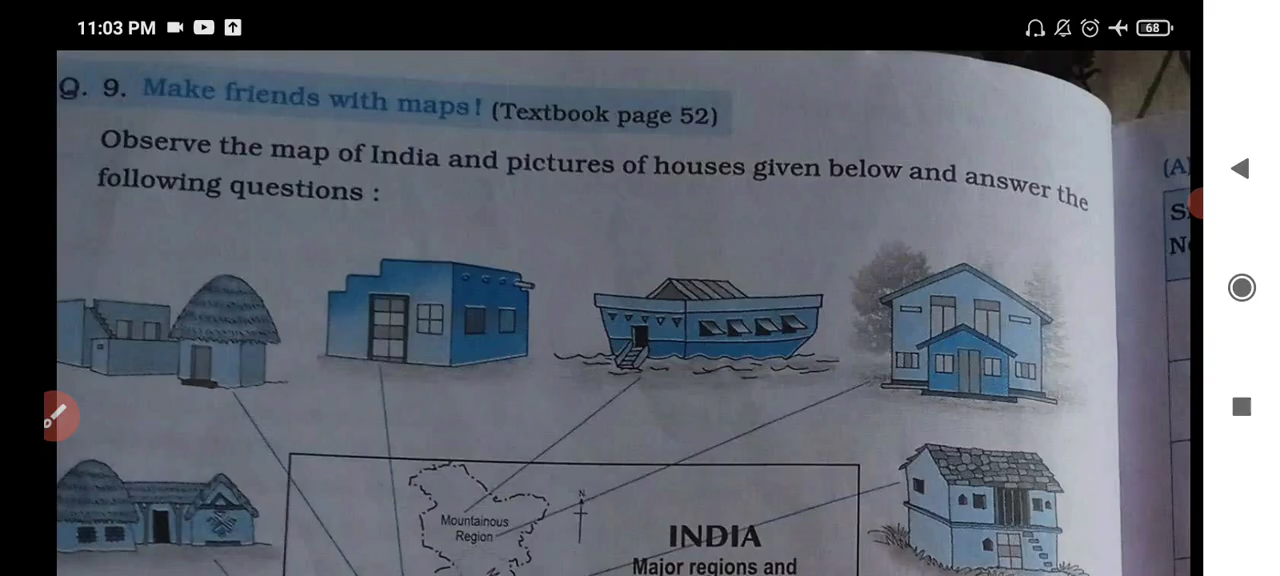 11:03 PM
68
Q. 9. Make friends with maps! (Textbook page 52)
Observe the map of India and pictures of houses given below and answer the
following questions :
(A)
N
Mountainous
Region
INDIA
Major regions and